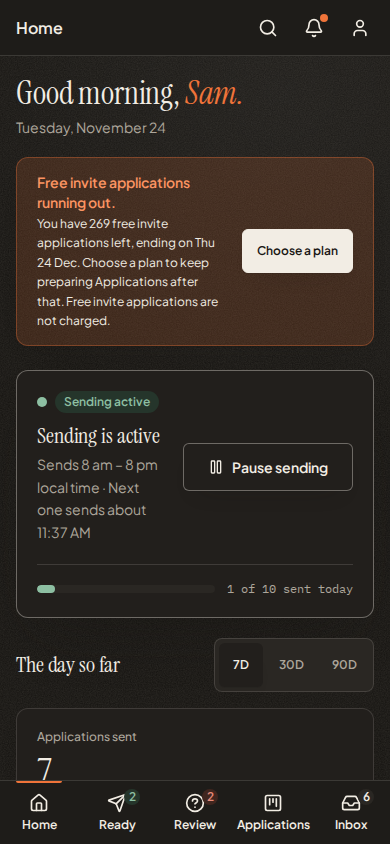 Home
Good morning, Sam.
Tuesday, November 24
Free invite applications
running out.
You have 269 free invite
applications left, ending on Thu
24 Dec. Choose a plan to keep
preparing Applications after
that. Free invite applications are
not charged.
Choose a plan
Sending active
Sending is active
Sends 8 am – 8 pm
local time · Next
one sends about
11:37 AM
Pause sending
1 of 10 sent today
The day so far
7D 30D 90D
Applications sent
7
2 2 6
Home Ready Review Applications Inbox